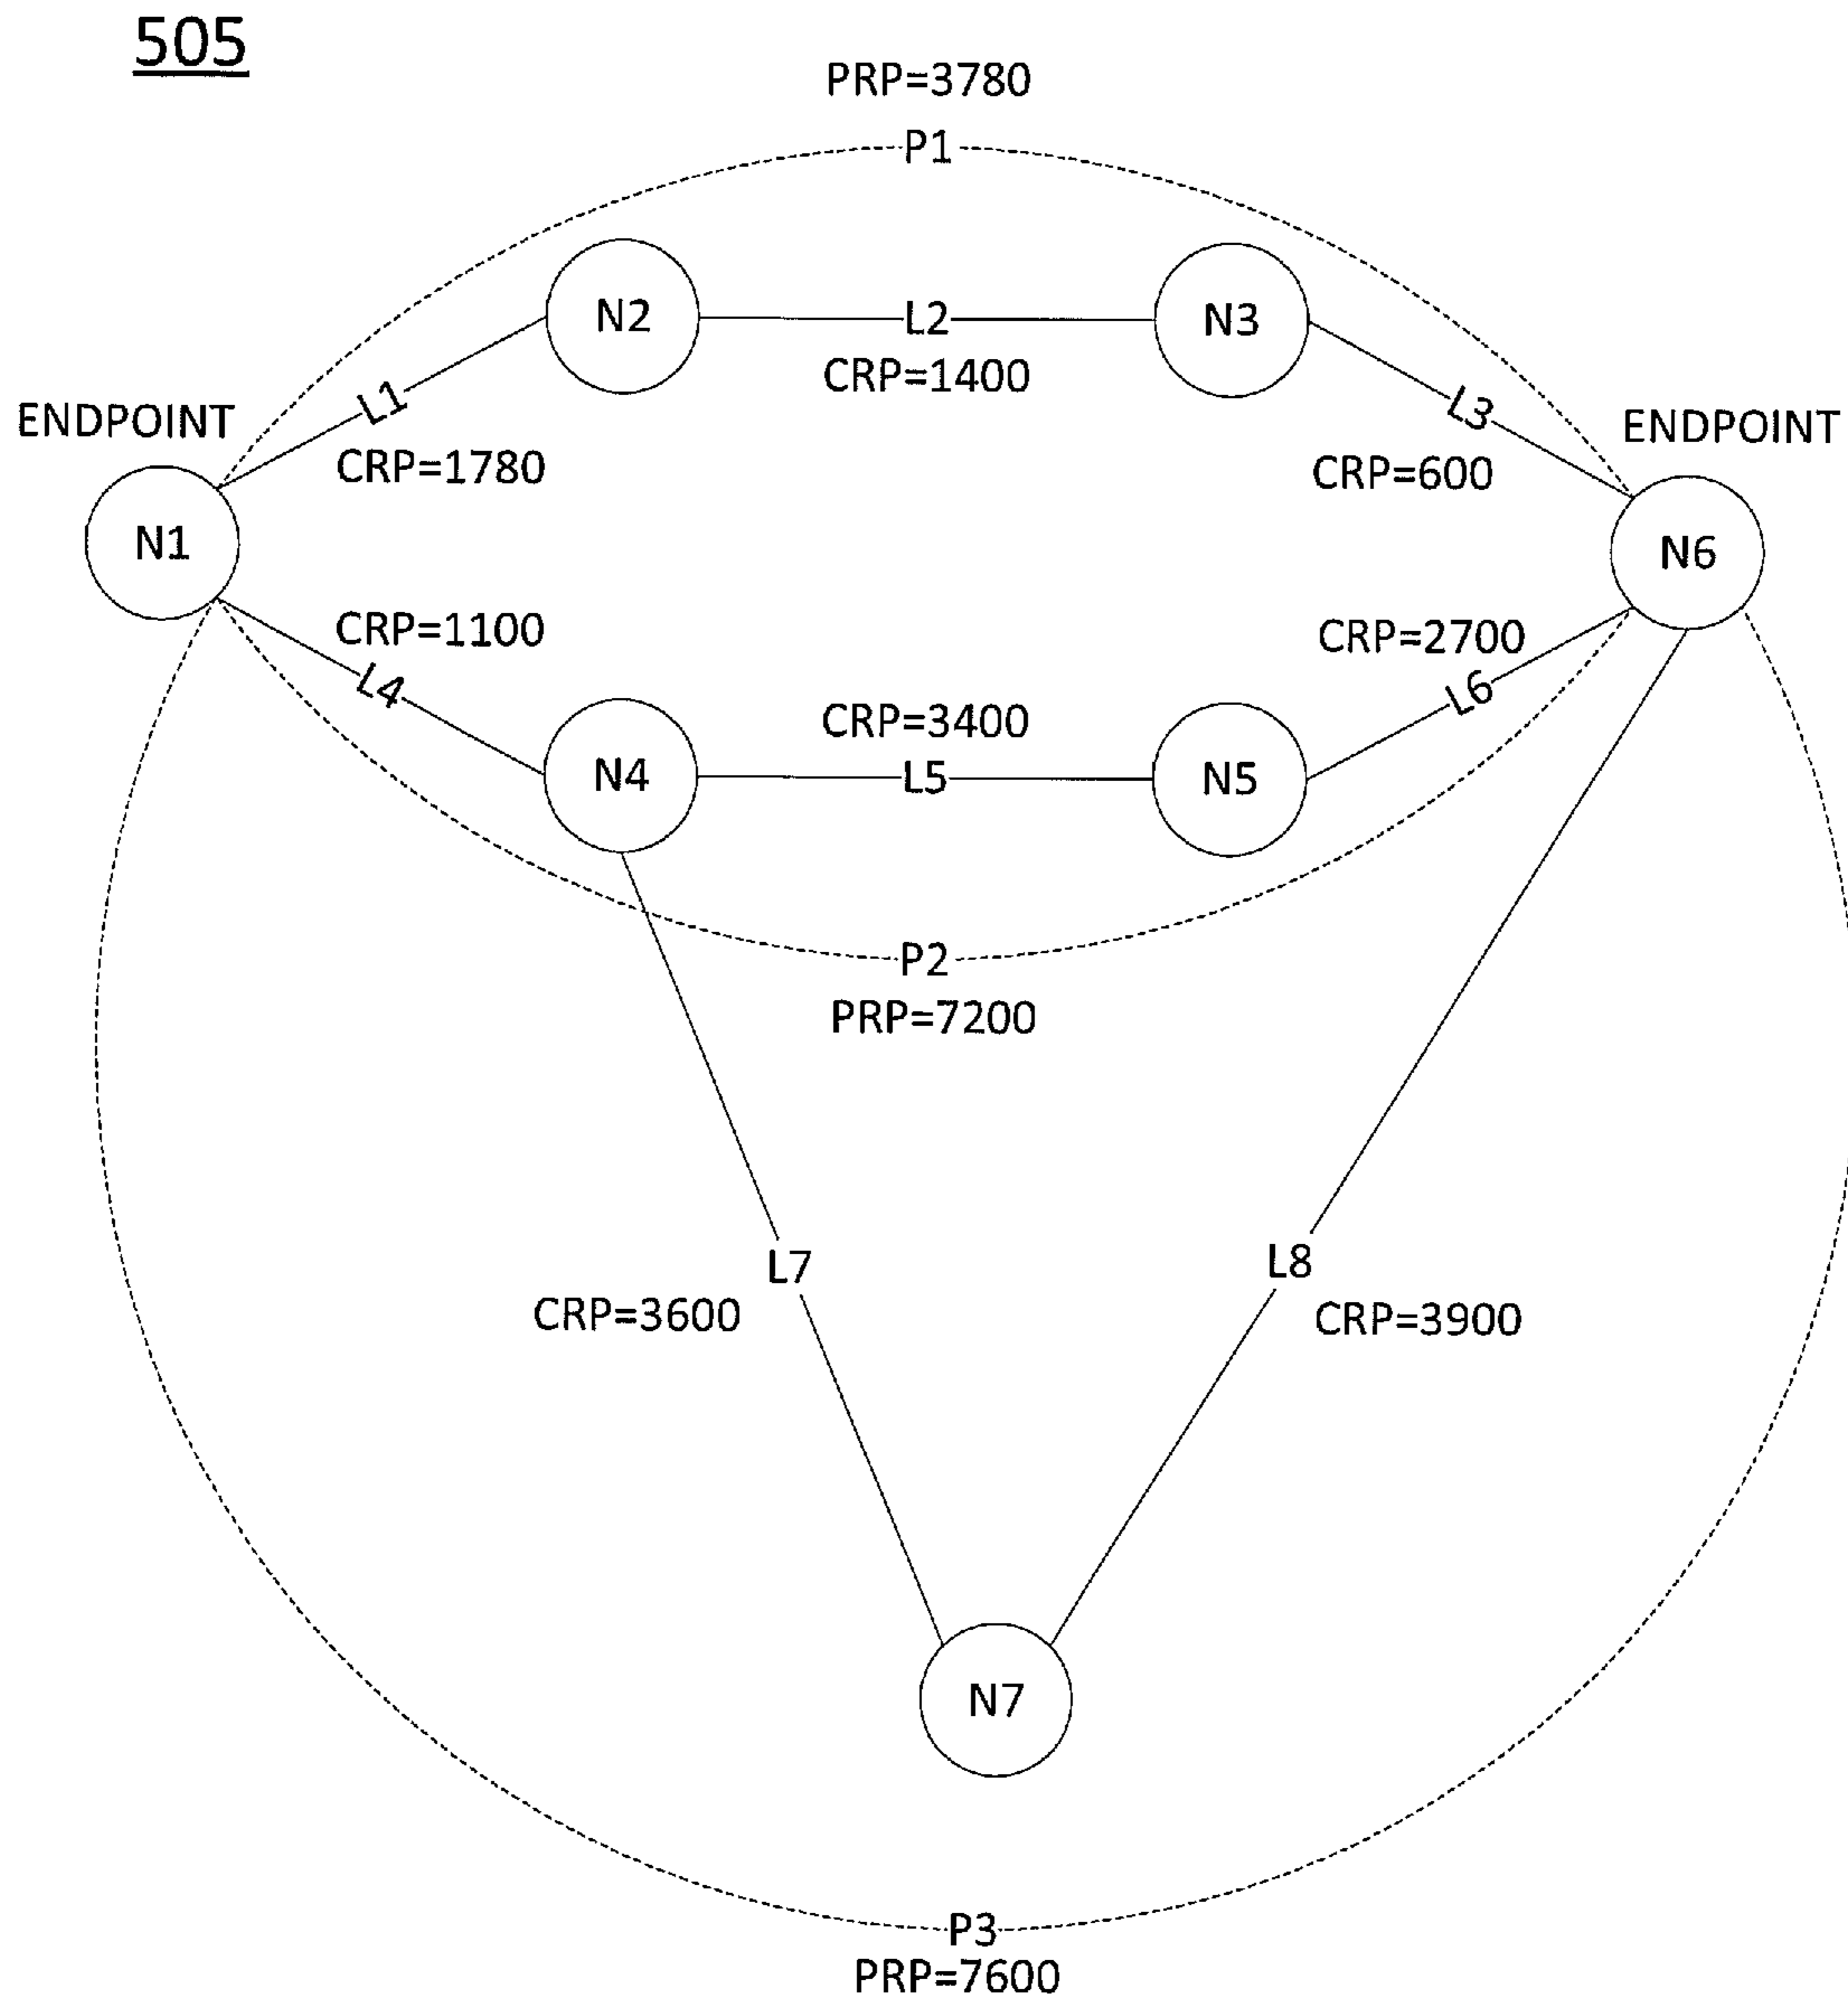 505
PRP=3780
P1
N2
L2
N3
CRP=1400
L1
L3
ENDPOINT
ENDPOINT
CRP=1780
CRP=600
N1
N6
CRP=1100
CRP=2700
L4
L6
CRP=3400
N4
L5
N5
P2
PRP=7200
L7
L8
CRP=3600
CRP=3900
N7
P3
PRP=7600